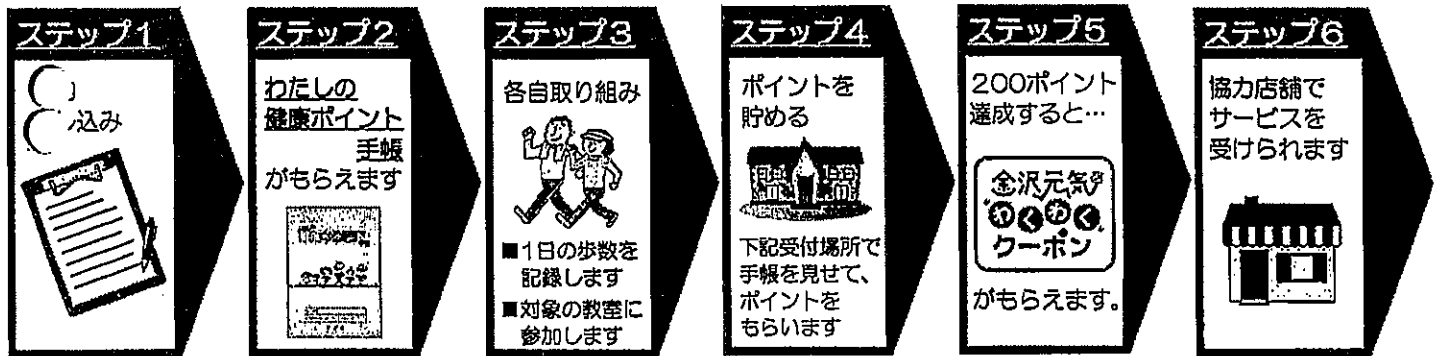 ステップ1
込み
ステップ2
わたしの
健康ポイント
手帳
がもらえます
ステップ3
各自取り組み
■1日の歩数を
記録します
■対象の教室に
参加します
ステップ4
ポイントを
貯める
下記受付場所で
手帳を見せて、
ポイントを
もらいます
ステップ5
200ポイント
達成すると…
金沢元気
"わくわく"
クーポン
がもらえます。
ステップ6
協力店舗で
サービスを
受けられます